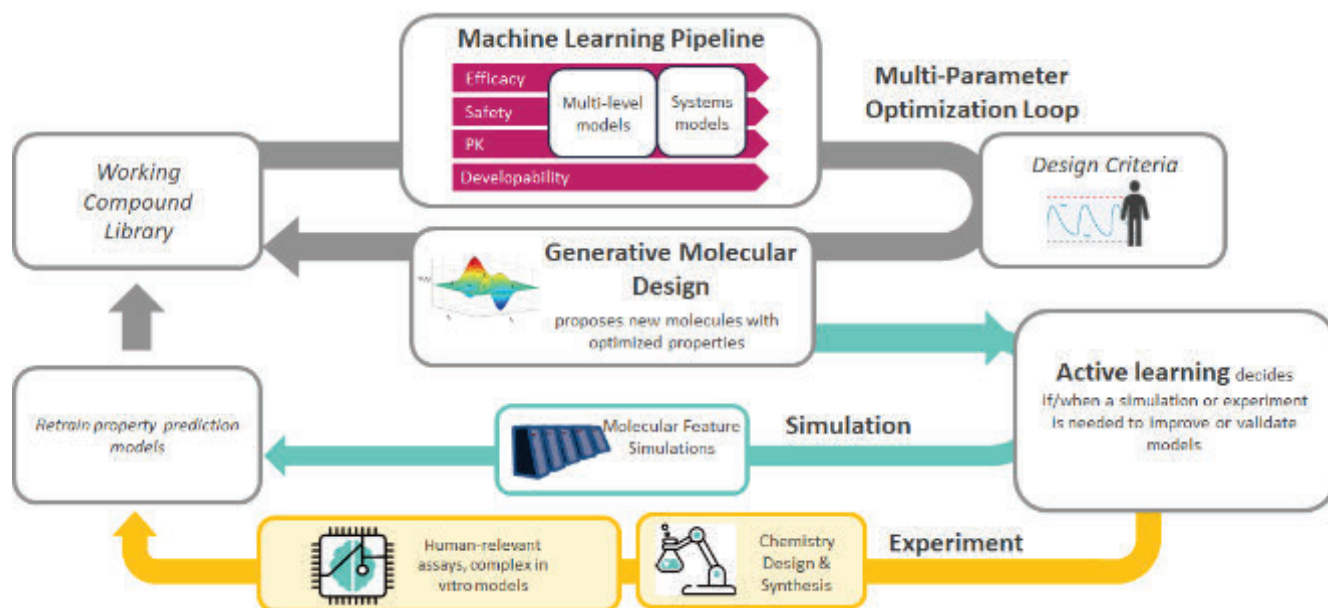 Machine Learning Pipeline
Efficacy
Safety
PK
Developability
Multi-level
models
Systems
models
Multi-Parameter
Optimization Loop
Working
Compound
Library
Design Criteria
Generative Molecular
Design
proposes new molecules with
optimized properties
Active learning decides
if/when a simulation or experiment
is needed to improve or validate
models
Retrain property prediction
models
Molecular Feature
Simulations
Simulation
Human-relevant
assays, complex in
vitro models
Chemistry
Design &
Synthesis
Experiment